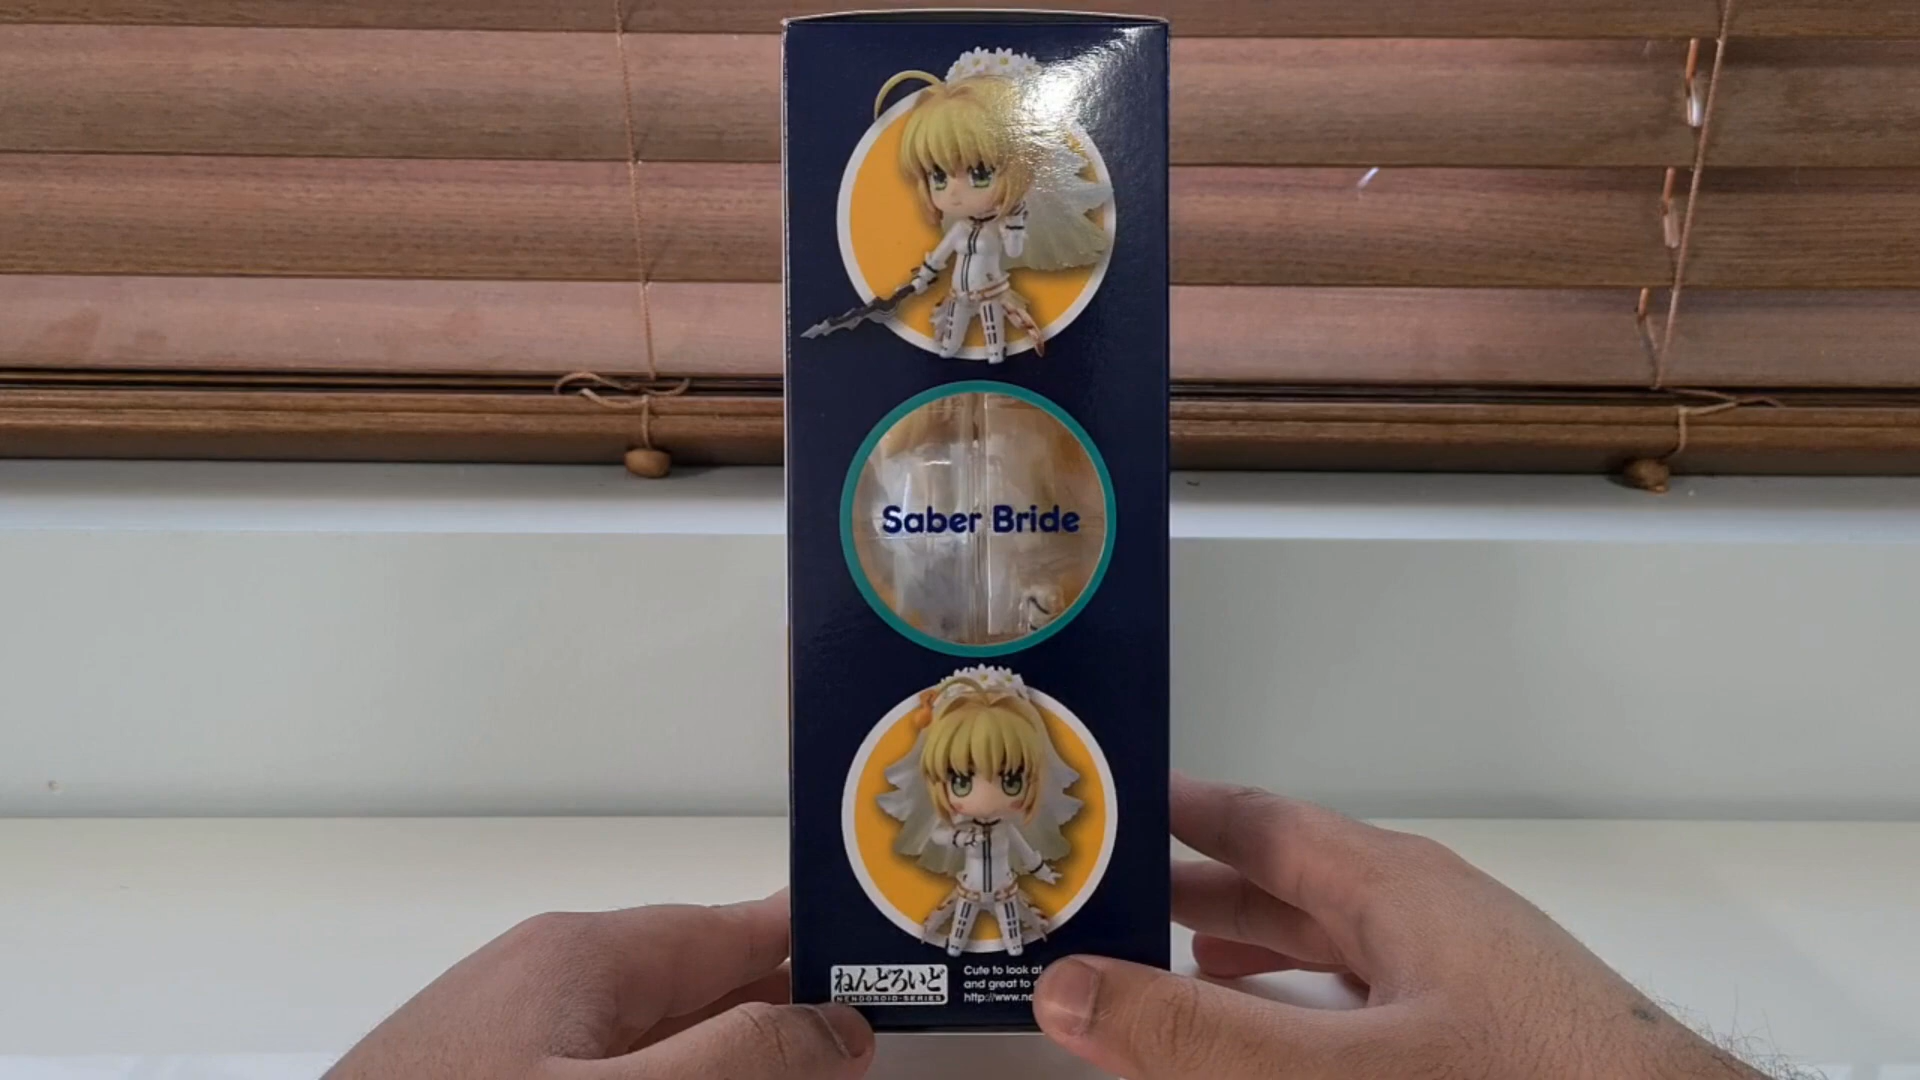 Saber Bride
ねんどろいど
NENDOROID-SERIES
Cute to look at
and great to
http://www.ne